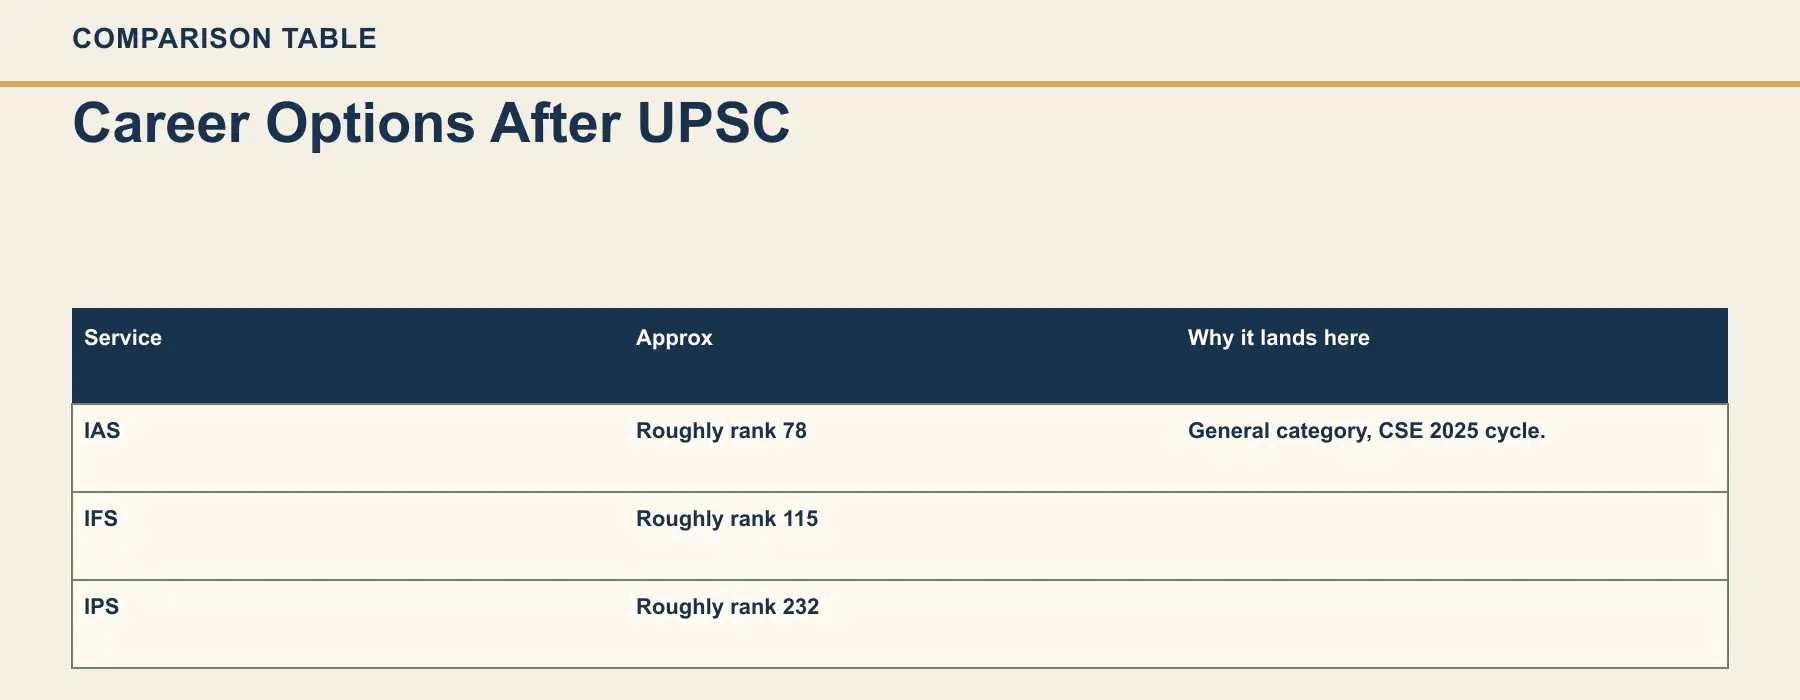 COMPARISON TABLE
Career Options After UPSC
Service Approx Why it lands here
IAS Roughly rank 78 General category, CSE 2025 cycle.
IFS Roughly rank 115
IPS Roughly rank 232